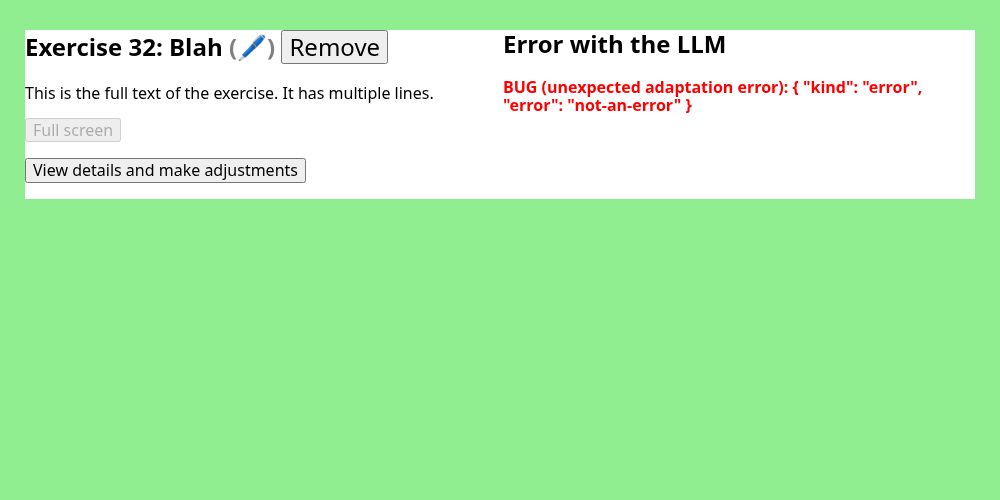 Exercise 32: Blah (🖊️) Remove
This is the full text of the exercise. It has multiple lines.
Full screen
View details and make adjustments
Error with the LLM
BUG (unexpected adaptation error): { "kind": "error",
"error": "not-an-error" }